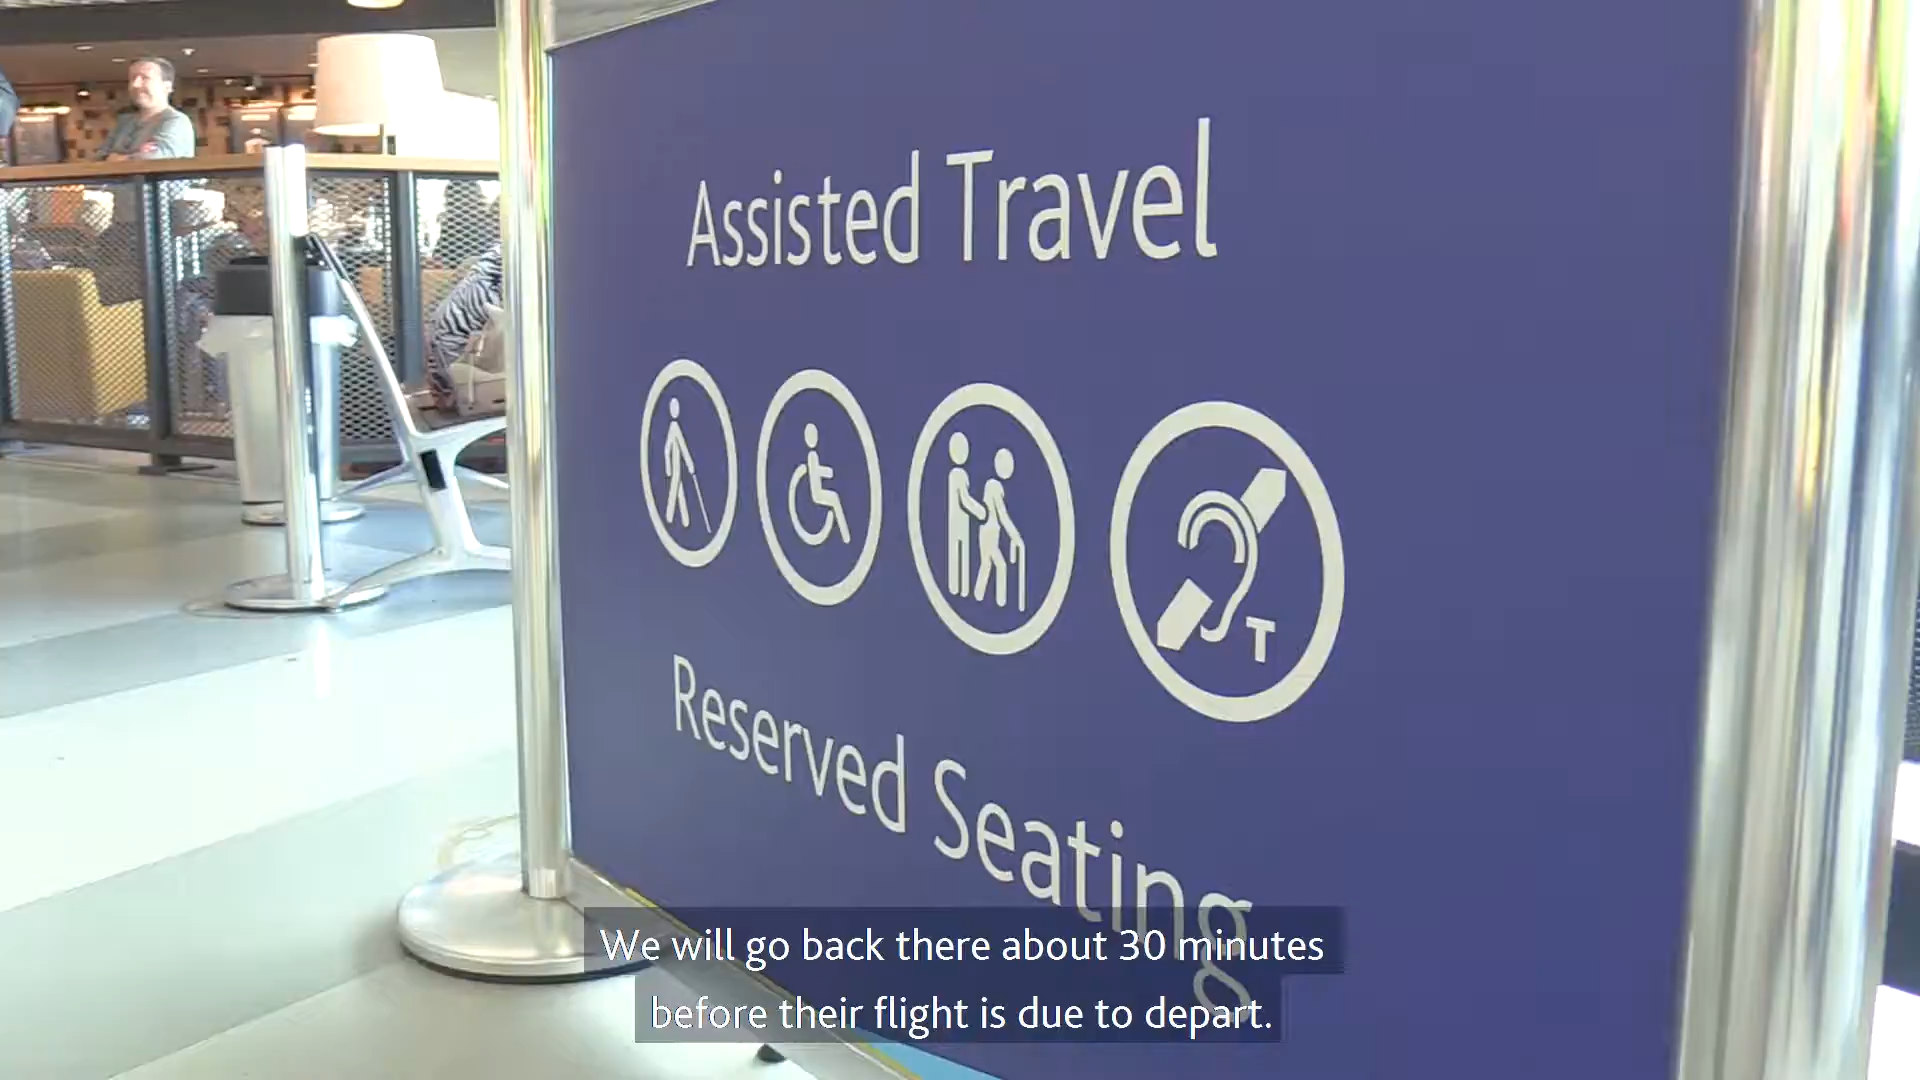 Assisted Travel
T
Reserved Seating
We will go back there about 30 minutes
before their flight is due to depart.